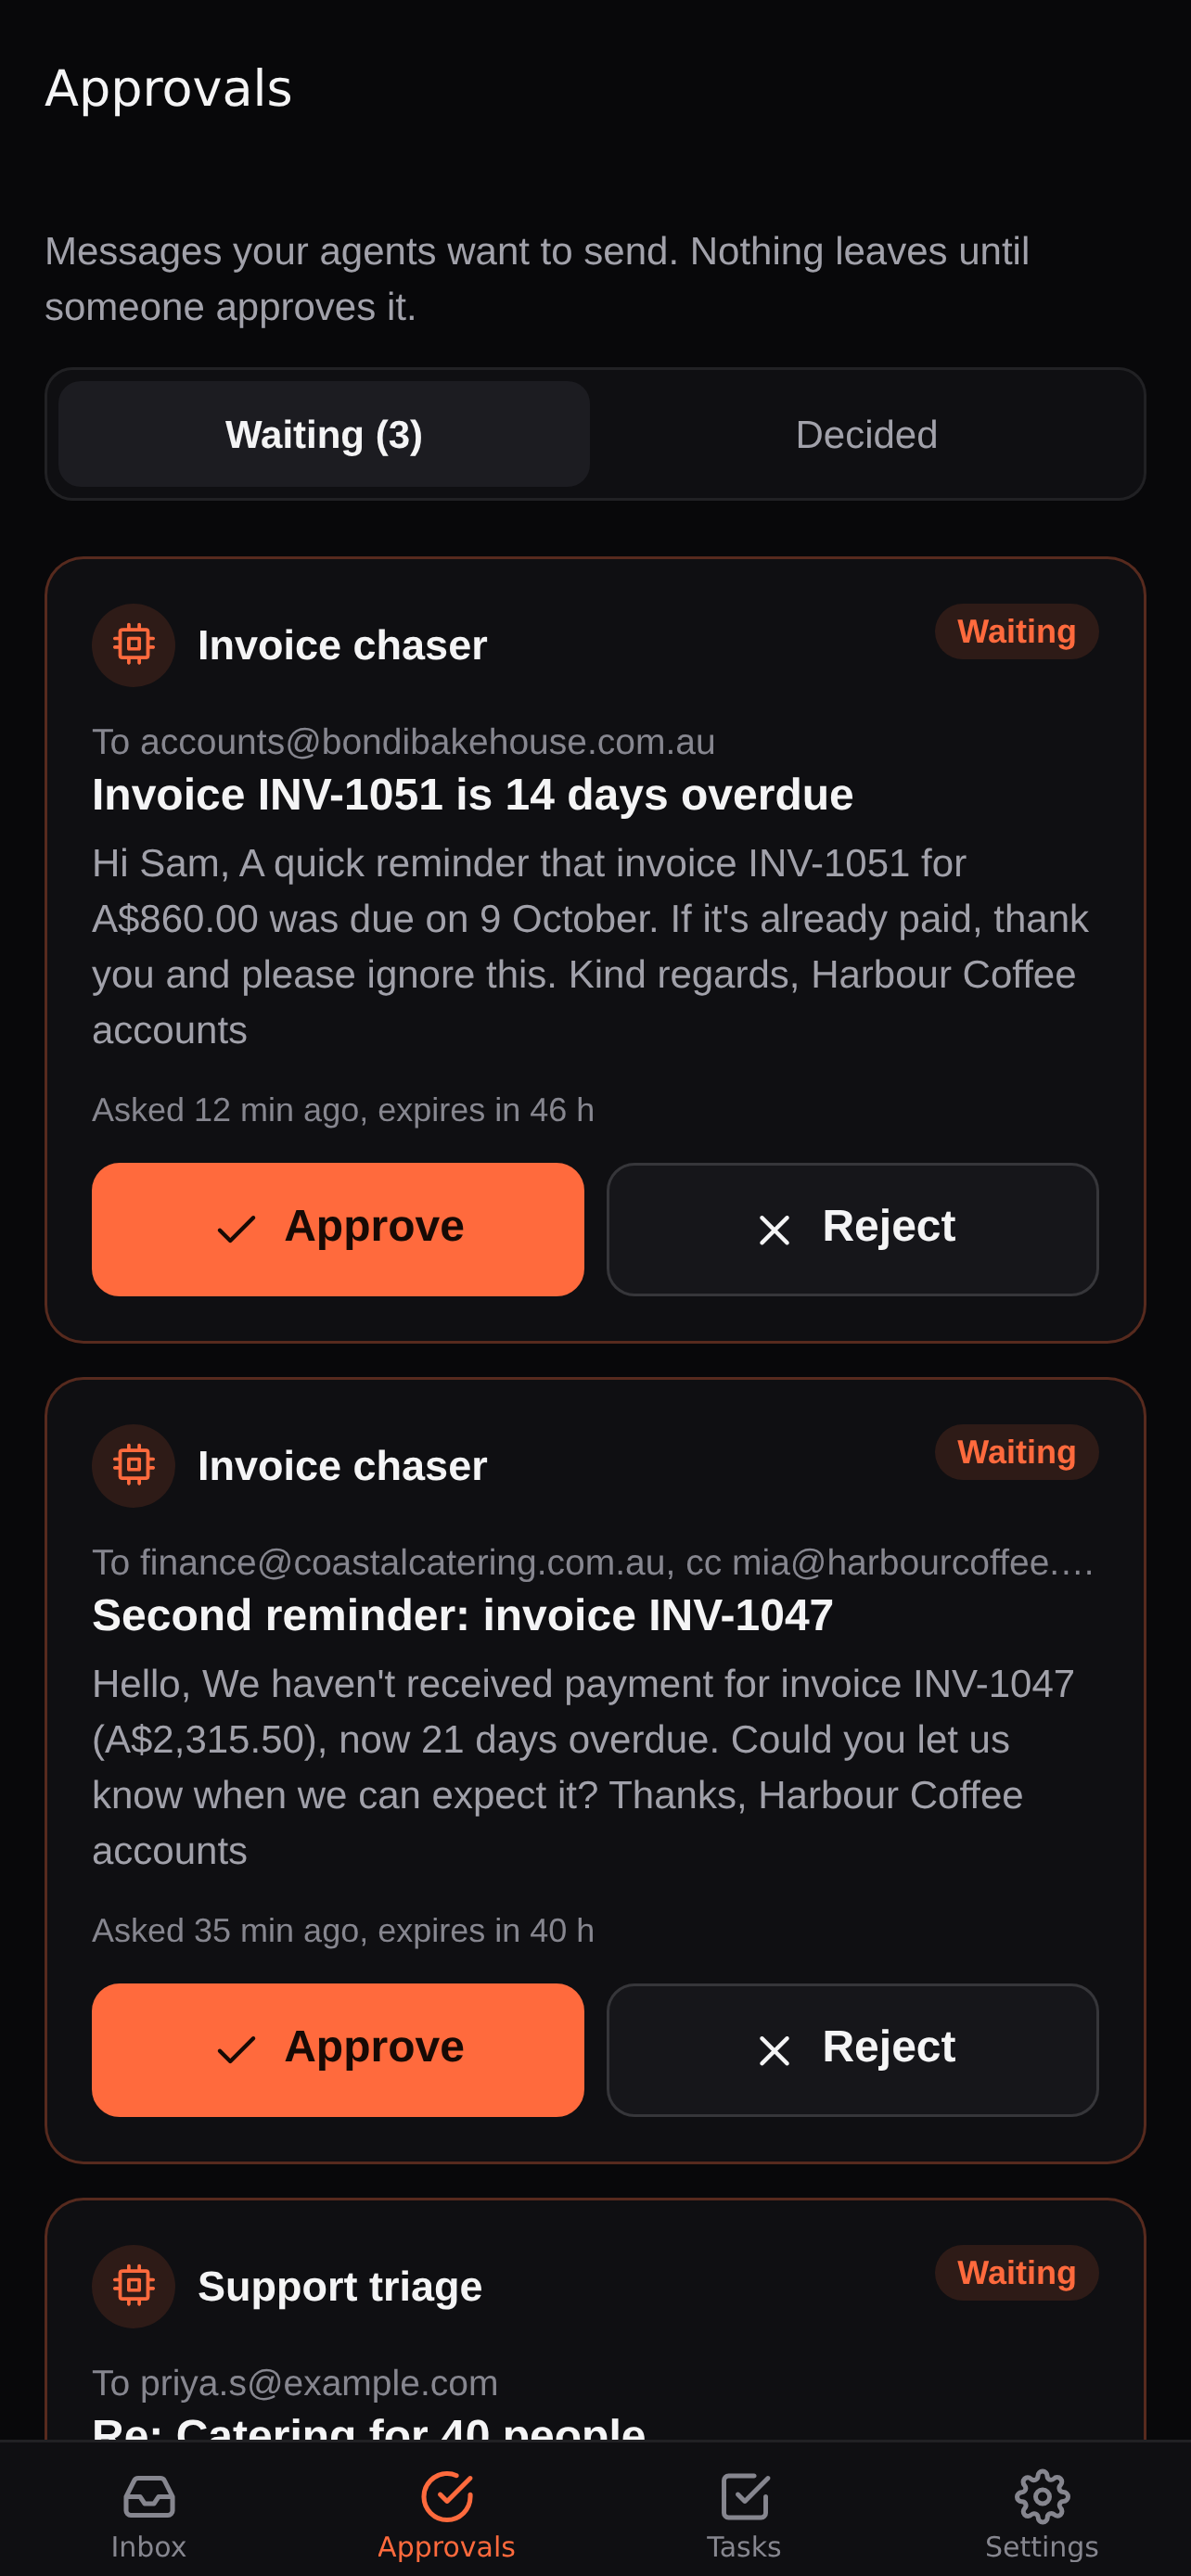 Approvals
Messages your agents want to send. Nothing leaves until
someone approves it.
Waiting (3)
Decided
Invoice chaser
Waiting
To accounts@bondibakehouse.com.au
Invoice INV-1051 is 14 days overdue
Hi Sam, A quick reminder that invoice INV-1051 for
A$860.00 was due on 9 October. If it's already paid, thank
you and please ignore this. Kind regards, Harbour Coffee
accounts
Asked 12 min ago, expires in 46 h
Approve
Reject
Invoice chaser
Waiting
To finance@coastalcatering.com.au, cc mia@harbourcoffee.…
Second reminder: invoice INV-1047
Hello, We haven't received payment for invoice INV-1047
(A$2,315.50), now 21 days overdue. Could you let us
know when we can expect it? Thanks, Harbour Coffee
accounts
Asked 35 min ago, expires in 40 h
Approve
Reject
Support triage
Waiting
To priya.s@example.com
Re: Catering for 40 people
Inbox
Approvals
Tasks
Settings